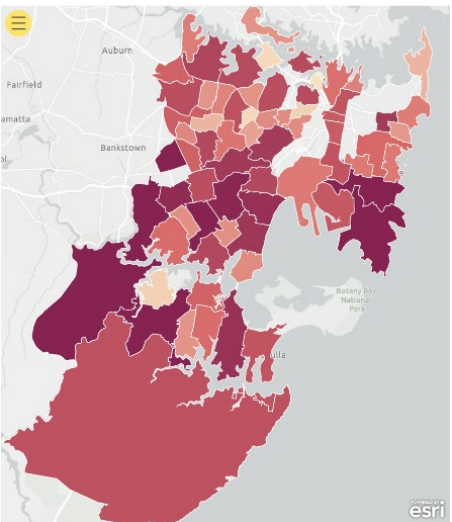 Auburn
Fairfield
amatta
Bankstown
Botany Bay
National
Park
ulla
esri